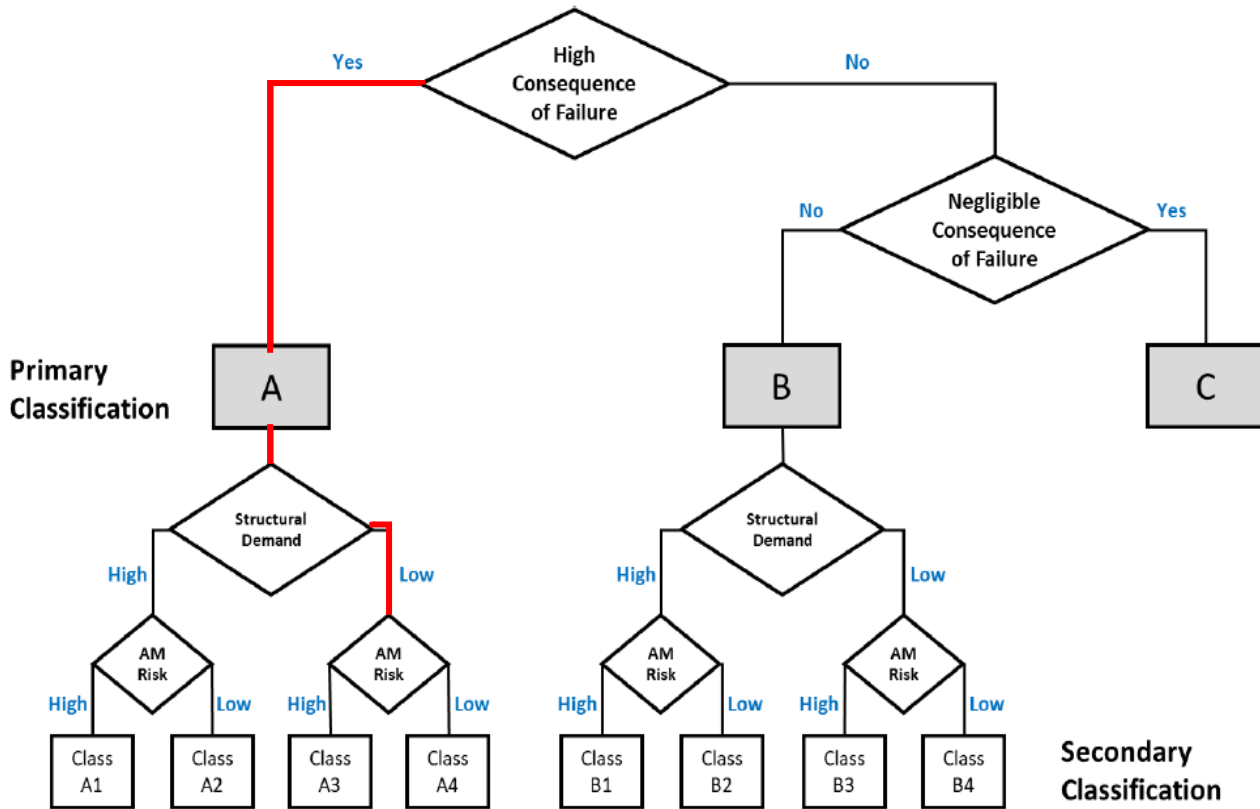 High
Consequence
of Failure
Yes
No
Negligible
Consequence
of Failure
No
Yes
Primary
Classification
A
B
C
Structural
Demand
High
Low
Structural
Demand
High
Low
AM
Risk
High
Low
AM
Risk
High
Low
AM
Risk
High
Low
AM
Risk
High
Low
Class
A1
Class
A2
Class
A3
Class
A4
Class
B1
Class
B2
Class
B3
Class
B4
Secondary
Classification